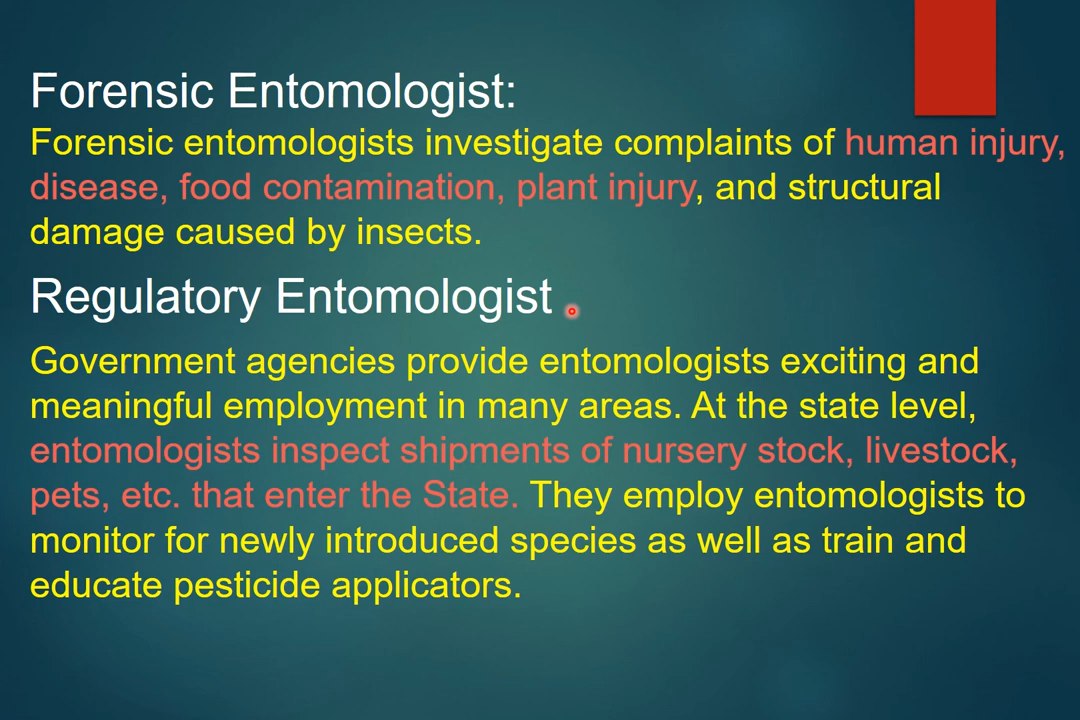 Forensic Entomologist:
Forensic entomologists investigate complaints of human injury,
disease, food contamination, plant injury, and structural
damage caused by insects.
Regulatory Entomologist
Government agencies provide entomologists exciting and
meaningful employment in many areas. At the state level,
entomologists inspect shipments of nursery stock, livestock,
pets, etc. that enter the State. They employ entomologists to
monitor for newly introduced species as well as train and
educate pesticide applicators.